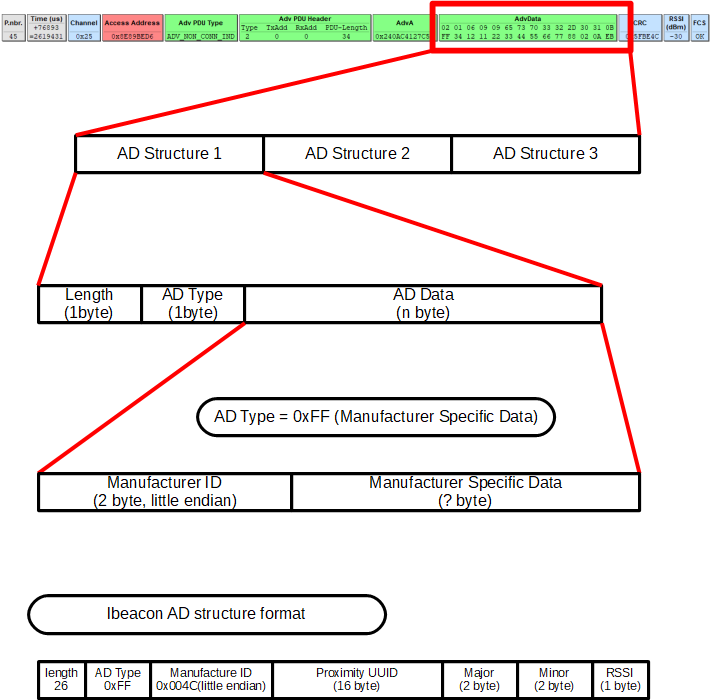 P.nbr. Time (us) Channel Access Address Adv PDU Type Adv PDU Header AdvA AdvData CRC RSSI (dBm) FCS
+76893 Type TxAdd RxAdd PDU-Length 02 01 06 09 09 65 73 70 33 32 2D 30 31 0B
45 =2619431 0x25 0x8E89BED6 ADV_NON_CONN_IND 2 0 0 34 0x240AC4127C5 FF 34 12 11 22 33 44 55 66 77 88 02 0A EB 5FBE4C -30 OK
AD Structure 1 AD Structure 2 AD Structure 3
Length AD Type AD Data
(1byte) (1byte) (n byte)
AD Type = 0xFF (Manufacturer Specific Data)
Manufacturer ID Manufacturer Specific Data
(2 byte, little endian) (? byte)
Ibeacon AD structure format
length AD Type Manufacture ID Proximity UUID Major Minor RSSI
26 0xFF 0x004C(little endian) (16 byte) (2 byte) (2 byte) (1 byte)